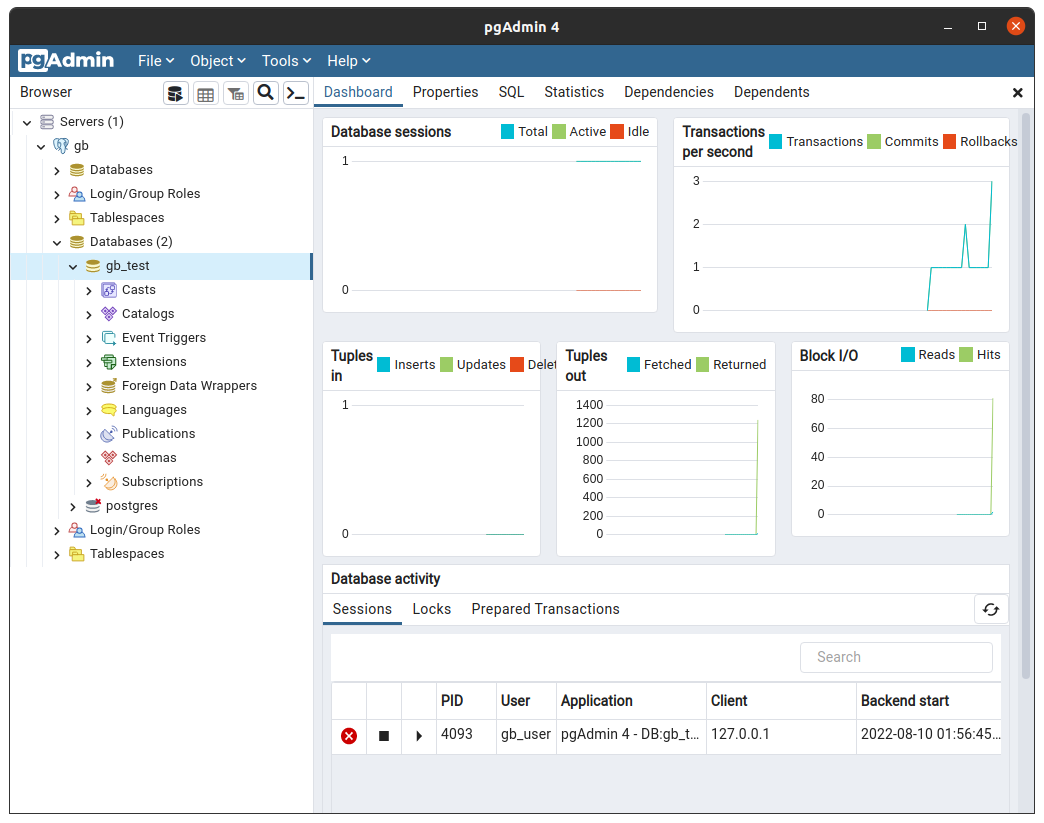 pgAdmin 4
pgAdmin File Object Tools Help
Browser
Dashboard Properties SQL Statistics Dependencies Dependents
Servers (1)
gb
Databases
Login/Group Roles
Tablespaces
Databases (2)
gb_test
Casts
Catalogs
Event Triggers
Extensions
Foreign Data Wrappers
Languages
Publications
Schemas
Subscriptions
postgres
Login/Group Roles
Tablespaces
Database sessions Total Active Idle
1
0
Transactions per second Transactions Commits Rollbacks
3
2
1
0
Tuples in Inserts Updates Delet
1
0
Tuples out Fetched Returned
1400
1200
1000
800
600
400
200
0
Block I/O Reads Hits
80
60
40
20
0
Database activity
Sessions Locks Prepared Transactions
Search
PID User Application Client Backend start
4093 gb_user pgAdmin 4 - DB:gb_t... 127.0.0.1 2022-08-10 01:56:45...